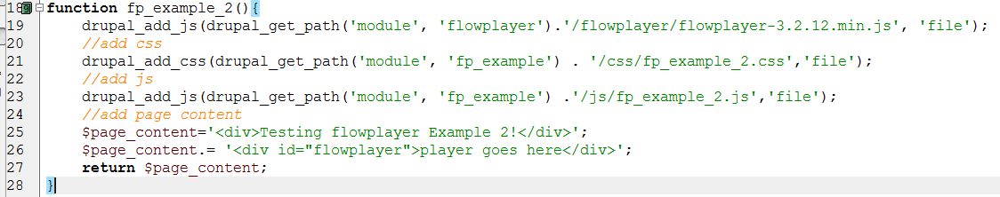 18 function fp_example_2(){
19 drupal_add_js(drupal_get_path('module', 'flowplayer').'/flowplayer/flowplayer-3.2.12.min.js', 'file');
20 //add css
21 drupal_add_css(drupal_get_path('module', 'fp_example') . '/css/fp_example_2.css','file');
22 //add js
23 drupal_add_js(drupal_get_path('module', 'fp_example') .'/js/fp_example_2.js','file');
24 //add page content
25 $page_content='<div>Testing flowplayer Example 2!</div>';
26 $page_content.= '<div id="flowplayer">player goes here</div>';
27 return $page_content;
28 }